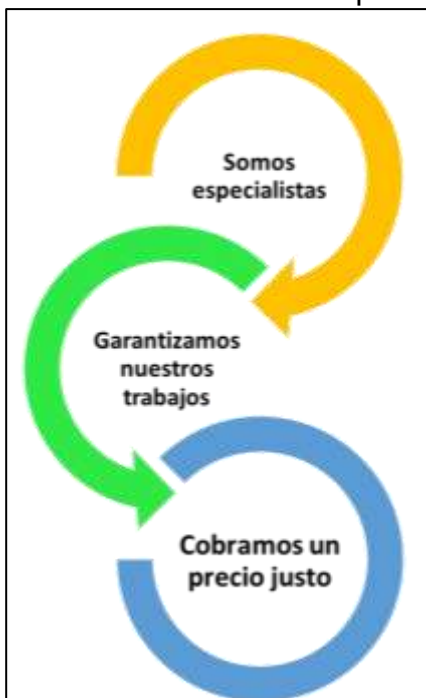 Somos
especialistas
Garantizamos
nuestros
trabajos
Cobramos un
precio justo